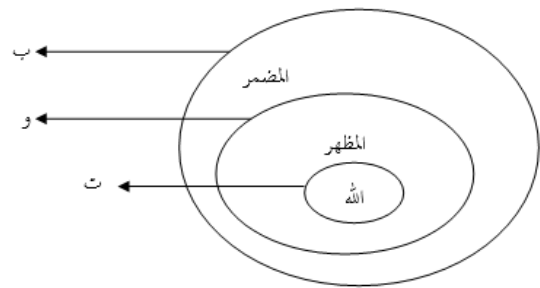 ب
المضمر
و
المظهر
ت
الله